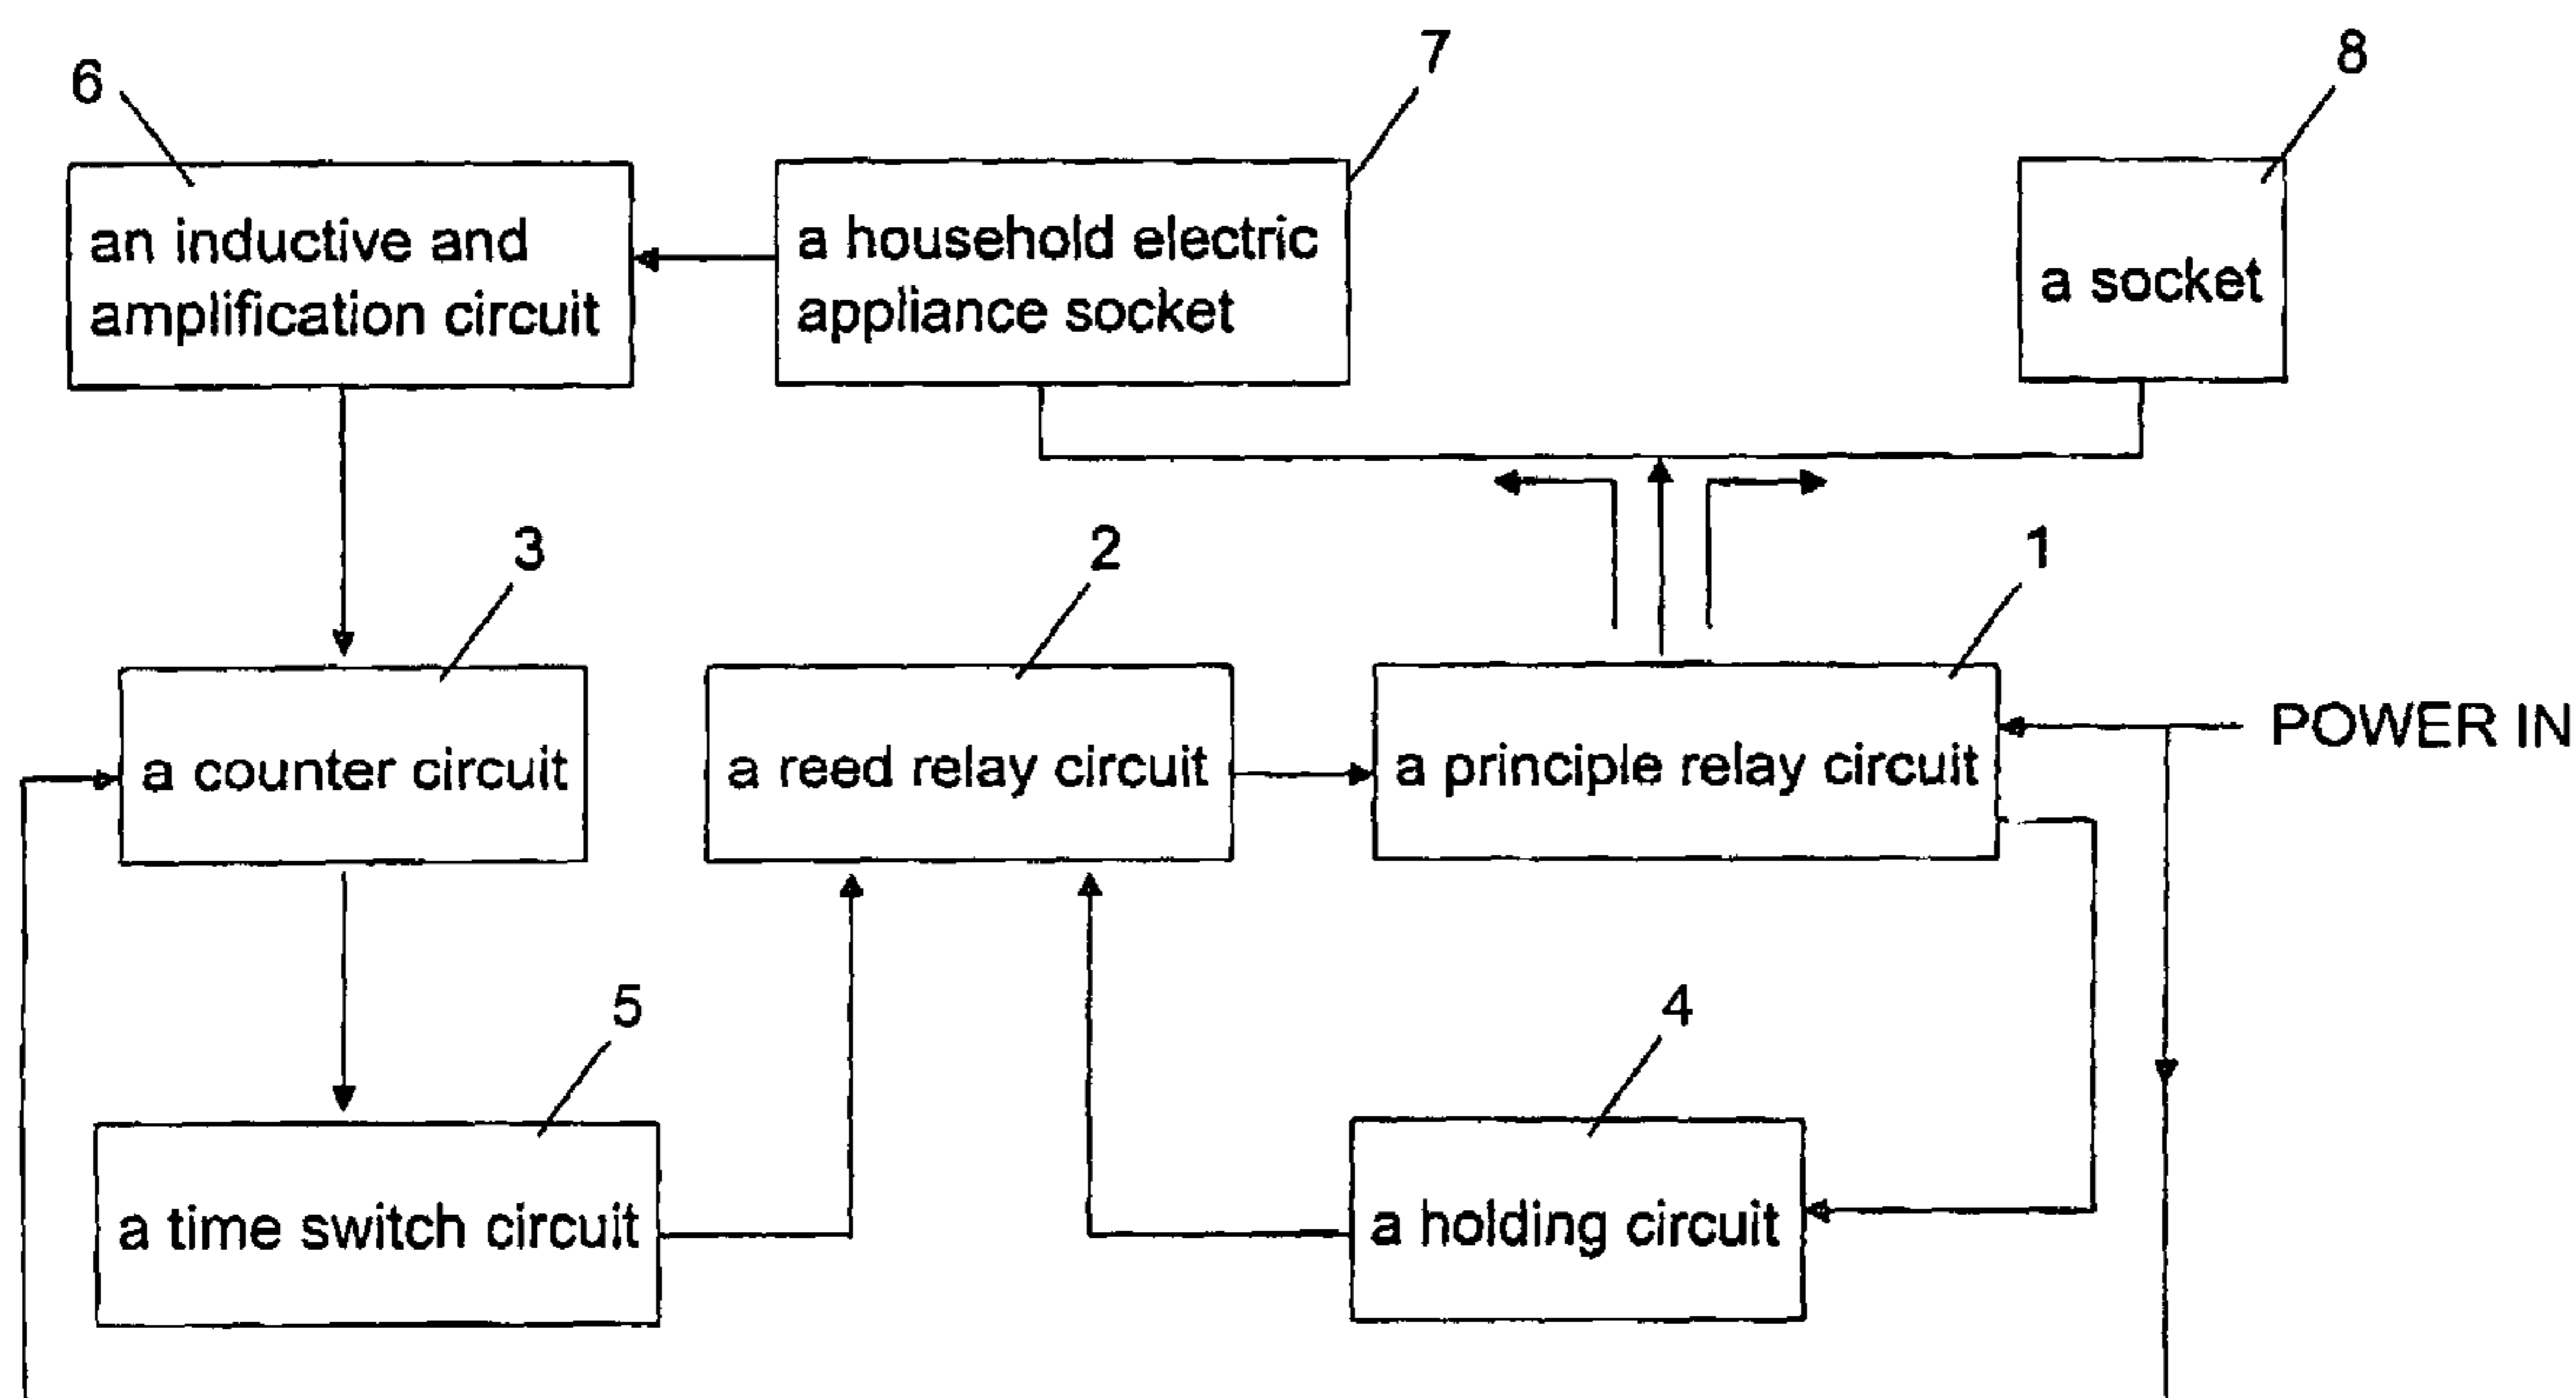 6
7
8
an inductive and
amplification circuit
a household electric
appliance socket
a socket
3
2
1
a counter circuit
a reed relay circuit
a principle relay circuit
POWER IN
5
4
a time switch circuit
a holding circuit